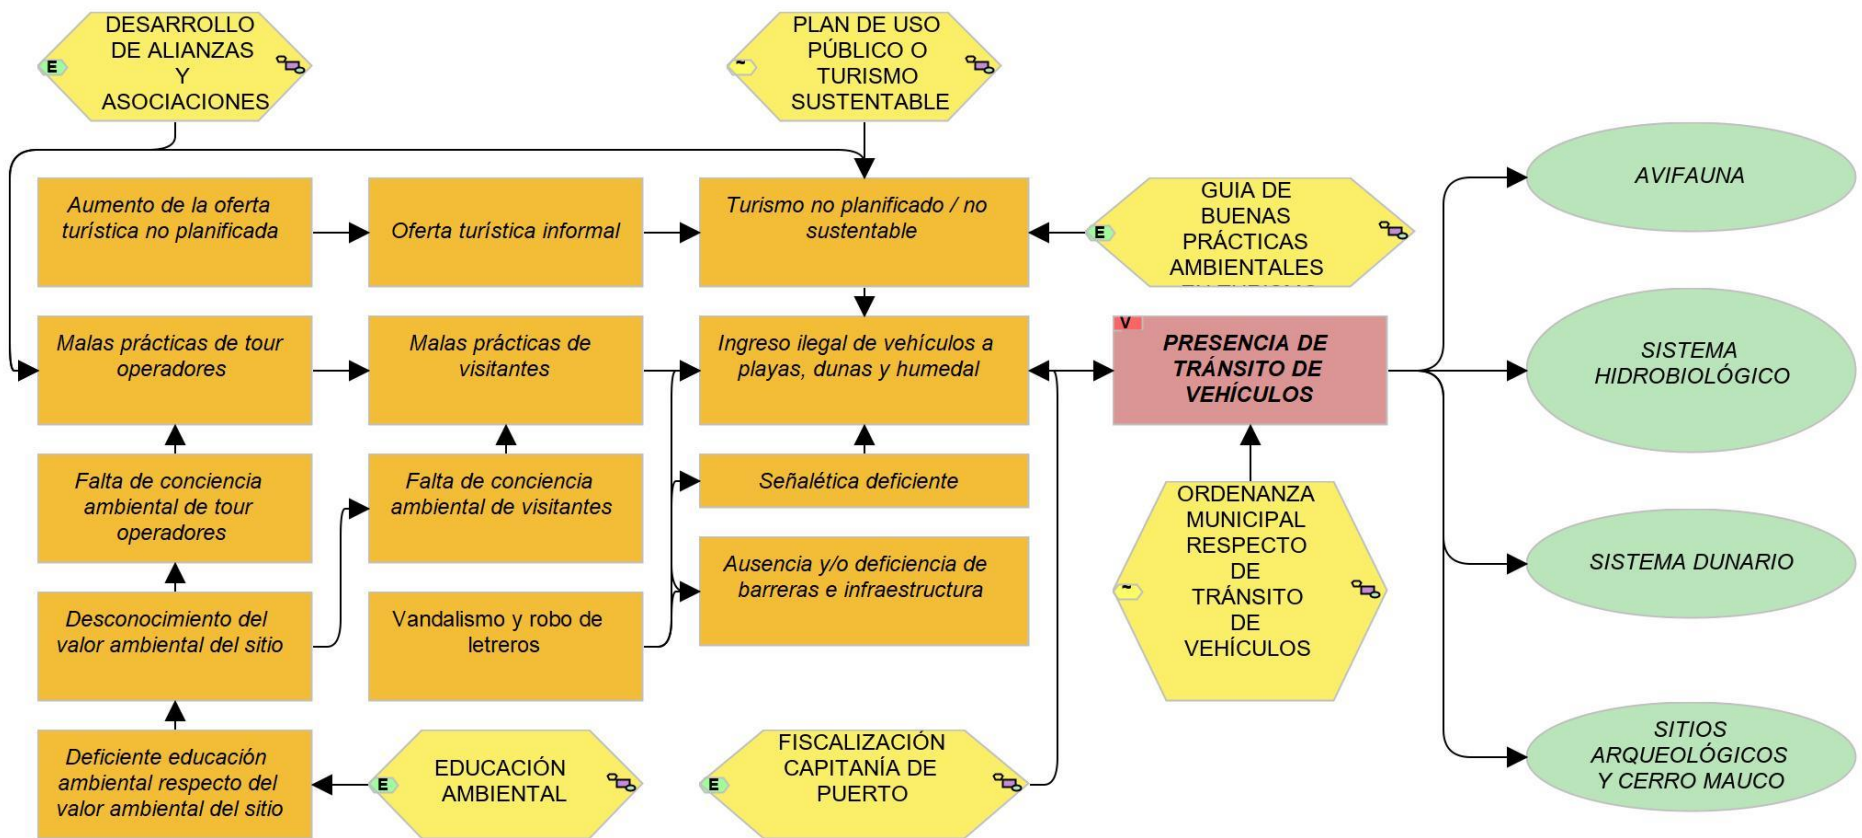 DESARROLLO
DE ALIANZAS
Y
ASOCIACIONES
E
PLAN DE USO
PÚBLICO O
TURISMO
SUSTENTABLE
~
Aumento de la oferta
turística no planificada
Oferta turística informal
Turismo no planificado / no
sustentable
GUIA DE
BUENAS
PRÁCTICAS
AMBIENTALES
E
AVIFAUNA
Malas prácticas de tour
operadores
Malas prácticas de
visitantes
Ingreso ilegal de vehículos a
playas, dunas y humedal
V
PRESENCIA DE
TRÁNSITO DE
VEHÍCULOS
SISTEMA
HIDROBIOLÓGICO
Falta de conciencia
ambiental de tour
operadores
Falta de conciencia
ambiental de visitantes
Señalética deficiente
Ausencia y/o deficiencia de
barreras e infraestructura
ORDENANZA
MUNICIPAL
RESPECTO
DE
TRÁNSITO
DE
VEHÍCULOS
~
SISTEMA DUNARIO
Desconocimiento del
valor ambiental del sitio
Vandalismo y robo de
letreros
Deficiente educación
ambiental respecto del
valor ambiental del sitio
E
EDUCACIÓN
AMBIENTAL
E
FISCALIZACIÓN
CAPITANÍA DE
PUERTO
SITIOS
ARQUEOLÓGICOS
Y CERRO MAUCO